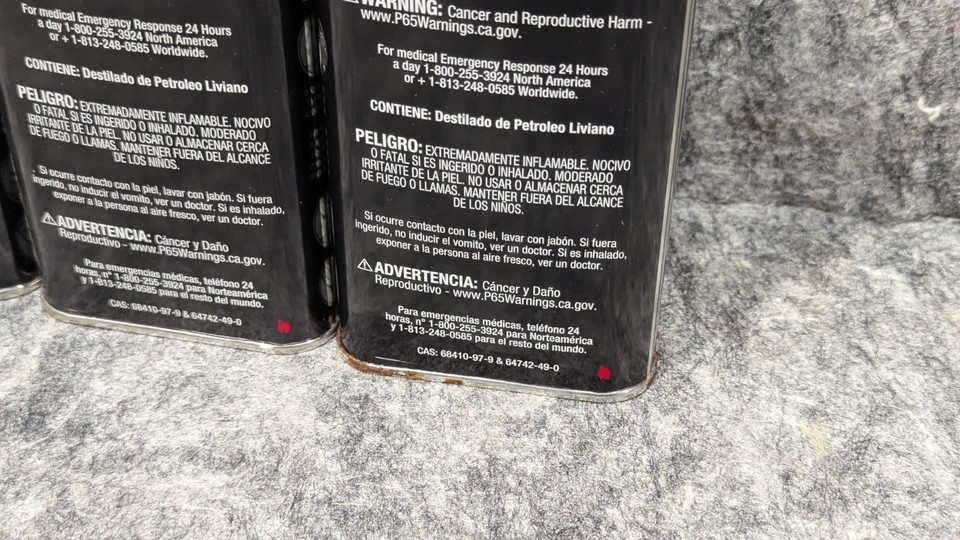 For medical Emergency Response 24 Hours
a day 1-800-255-3924 North America
or + 1-813-248-0585 Worldwide.
CONTIENE: Destilado de Petroleo Liviano
PELIGRO: EXTREMADAMENTE INFLAMABLE. NOCIVO
O FATAL SI ES INGERIDO O INHALADO. MODERADO
IRRITANTE DE LA PIEL. NO USAR O ALMACENAR CERCA
DE FUEGO O LLAMAS. MANTENER FUERA DEL ALCANCE
DE LOS NIÑOS.
Si ocurre contacto con la piel, lavar con jabón. Si fuera
ingerido, no inducir el vomito, ver un doctor. Si es inhalado,
exponer a la persona al aire fresco, ver un doctor.
ADVERTENCIA: Cáncer y Daño
Reproductivo - www.P65Warnings.ca.gov.
Para emergencias médicas, teléfono 24
horas, n° 1-800-255-3924 para Norteamérica
y 1-813-248-0585 para el resto del mundo.
CAS: 68410-97-9 & 64742-49-0
WARNING: Cancer and Reproductive Harm -
www.P65Warnings.ca.gov.
For medical Emergency Response 24 Hours
a day 1-800-255-3924 North America
or + 1-813-248-0585 Worldwide.
CONTIENE: Destilado de Petroleo Liviano
PELIGRO: EXTREMADAMENTE INFLAMABLE. NOCIVO
O FATAL SI ES INGERIDO O INHALADO. MODERADO
IRRITANTE DE LA PIEL. NO USAR O ALMACENAR CERCA
DE FUEGO O LLAMAS. MANTENER FUERA DEL ALCANCE
DE LOS NIÑOS.
Si ocurre contacto con la piel, lavar con jabón. Si fuera
ingerido, no inducir el vomito, ver un doctor. Si es inhalado,
exponer a la persona al aire fresco, ver un doctor.
ADVERTENCIA: Cáncer y Daño
Reproductivo - www.P65Warnings.ca.gov.
Para emergencias médicas, teléfono 24
horas, n° 1-800-255-3924 para Norteamérica
y 1-813-248-0585 para el resto del mundo.
CAS: 68410-97-9 & 64742-49-0